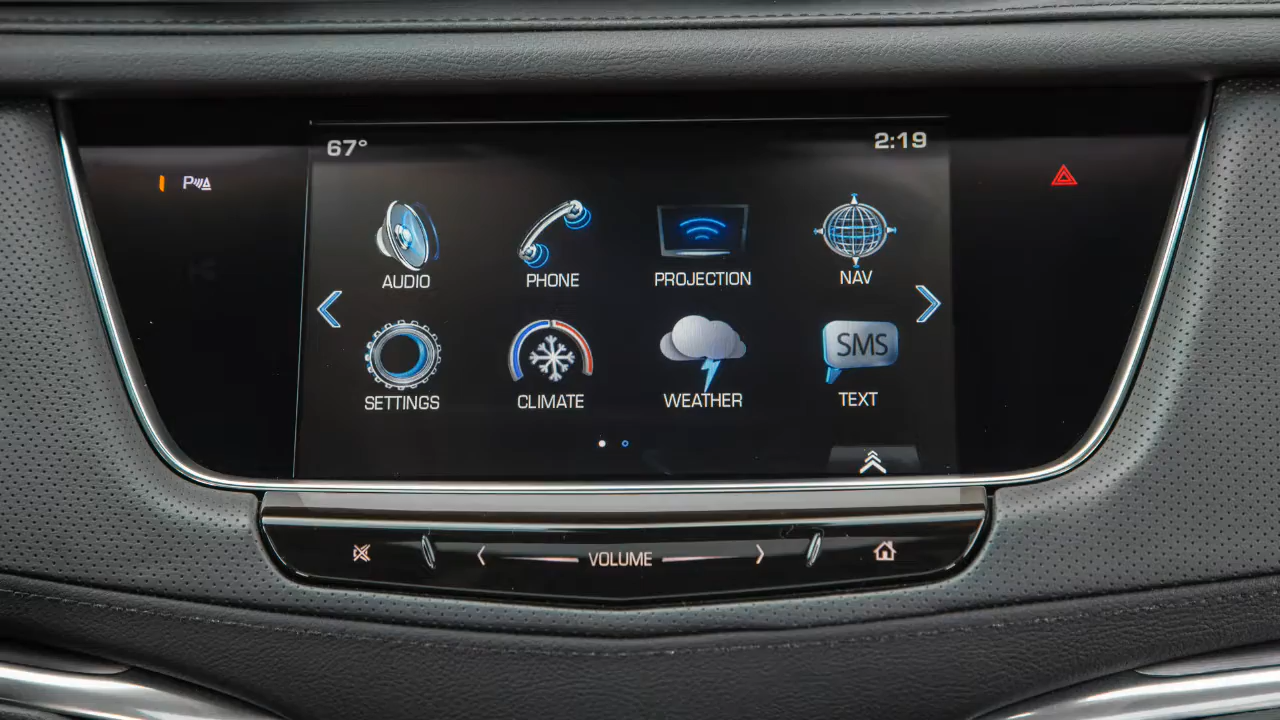 67° 2:19
P
AUDIO PHONE PROJECTION NAV
SMS
SETTINGS CLIMATE WEATHER TEXT
VOLUME